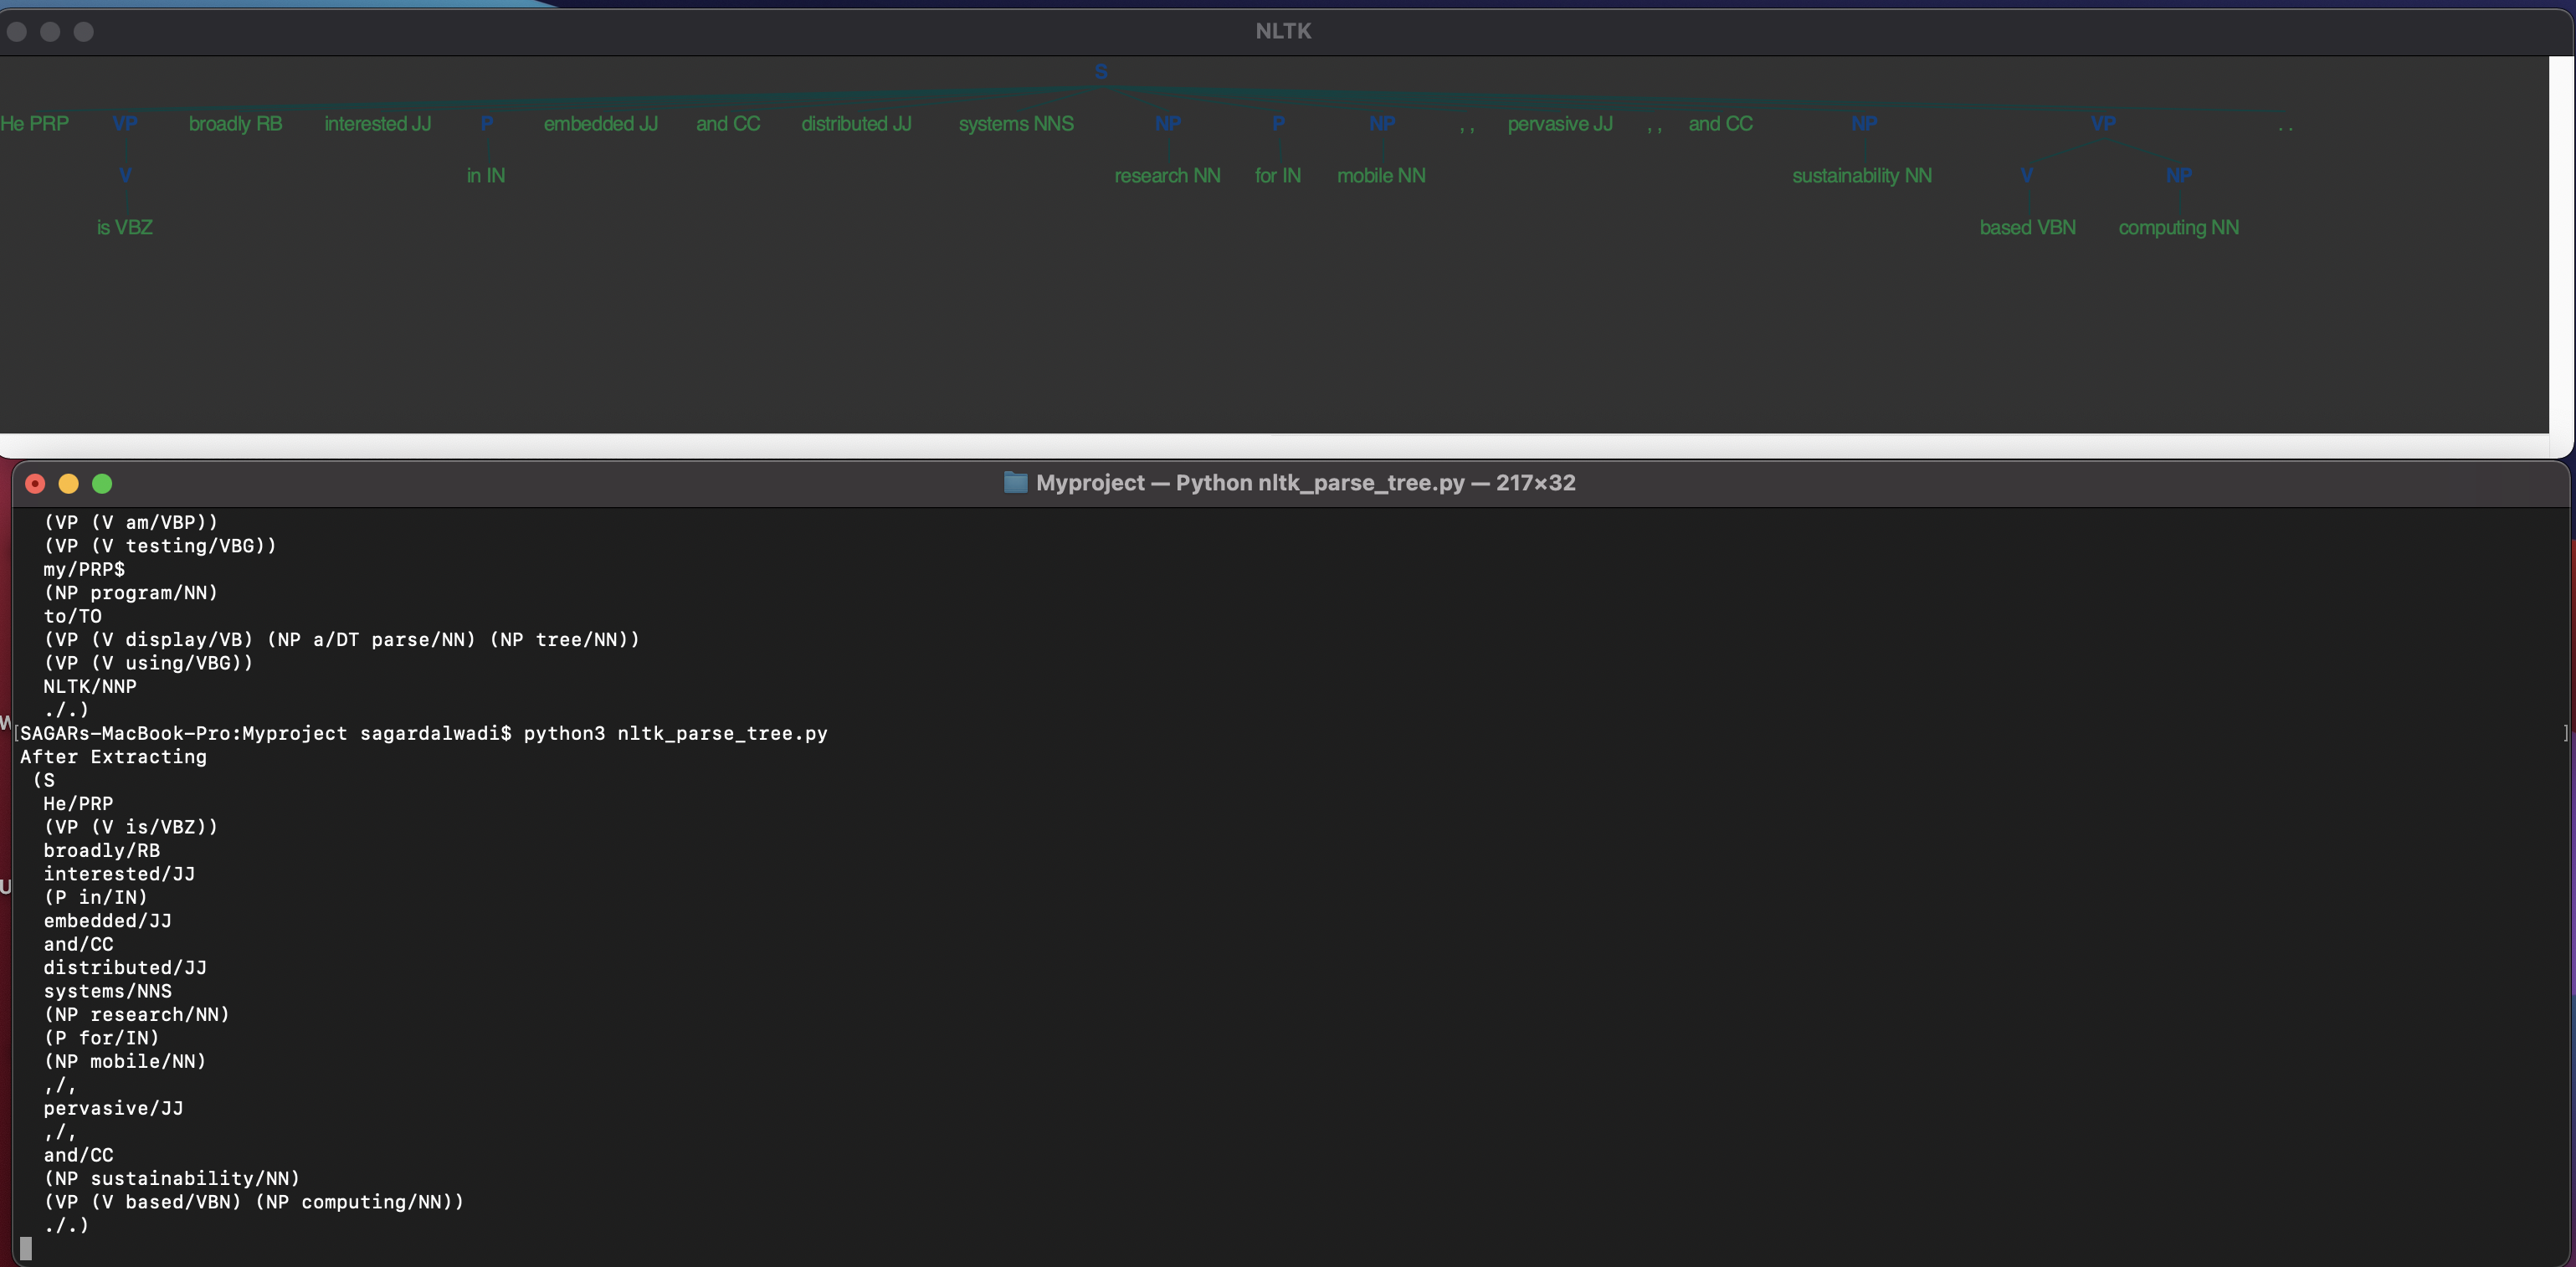 NLTK
S
He PRP VP broadly RB interested JJ P embedded JJ and CC distributed JJ systems NNS NP P NP , , pervasive JJ , , and CC NP VP . .
V in IN research NN for IN mobile NN sustainability NN V NP
is VBZ based VBN computing NN
Myproject — Python nltk_parse_tree.py — 217×32
(VP (V am/VBP))
(VP (V testing/VBG))
my/PRP$
(NP program/NN)
to/TO
(VP (V display/VB) (NP a/DT parse/NN) (NP tree/NN))
(VP (V using/VBG))
NLTK/NNP
./.)
[SAGARs-MacBook-Pro:Myproject sagardalwadi$ python3 nltk_parse_tree.py ]
After Extracting
(S
He/PRP
(VP (V is/VBZ))
broadly/RB
interested/JJ
(P in/IN)
embedded/JJ
and/CC
distributed/JJ
systems/NNS
(NP research/NN)
(P for/IN)
(NP mobile/NN)
,/,
pervasive/JJ
,/,
and/CC
(NP sustainability/NN)
(VP (V based/VBN) (NP computing/NN))
./.)